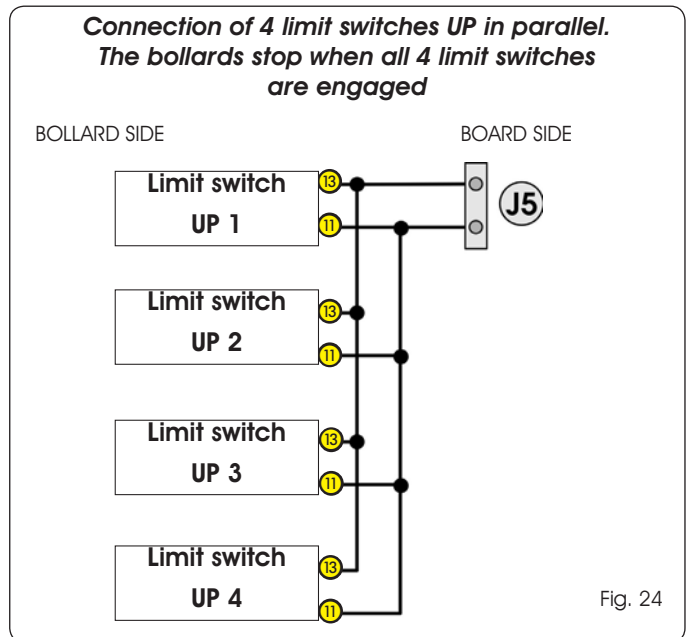 Connection of 4 limit switches UP in parallel.
The bollards stop when all 4 limit switches
are engaged
BOLLARD SIDE
BOARD SIDE
Limit switch
UP 1
13
11
J5
Limit switch
UP 2
13
11
Limit switch
UP 3
13
11
Limit switch
UP 4
13
11
Fig. 24